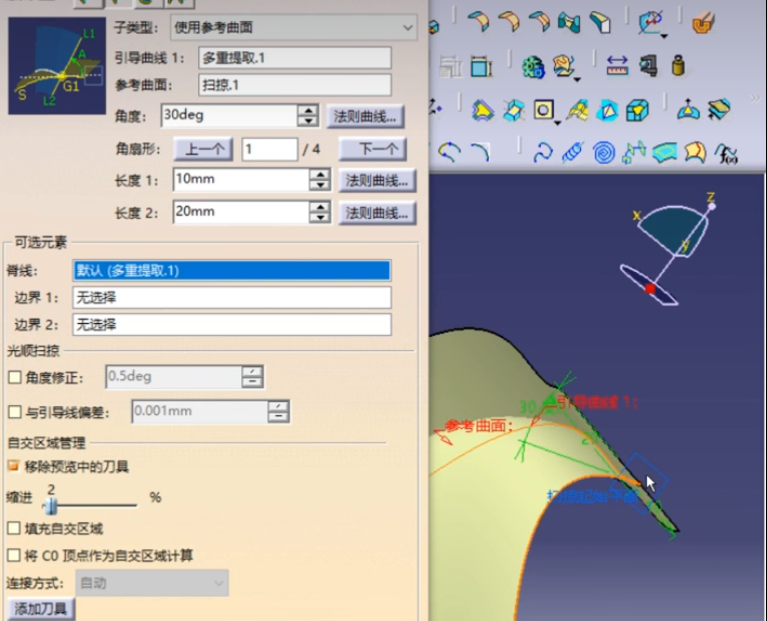 子类型: 使用参考曲面
引导曲线 1: 多重提取.1
参考曲面: 扫掠.1
角度: 30deg 法则曲线...
角扇形: 上一个 1 / 4 下一个
长度 1: 10mm 法则曲线...
长度 2: 20mm 法则曲线...
L1
A
G1
S
L2
可选元素
脊线: 默认 (多重提取.1)
边界 1: 无选择
边界 2: 无选择
光顺扫掠
角度修正: 0.5deg
与引导线偏差: 0.001mm
自交区域管理
移除预览中的刀具
缩进 2 %
填充自交区域
将 C0 顶点作为自交区域计算
连接方式: 自动
添加刀具
f(x)
z
x
y
引导曲线 1:
参考曲面: